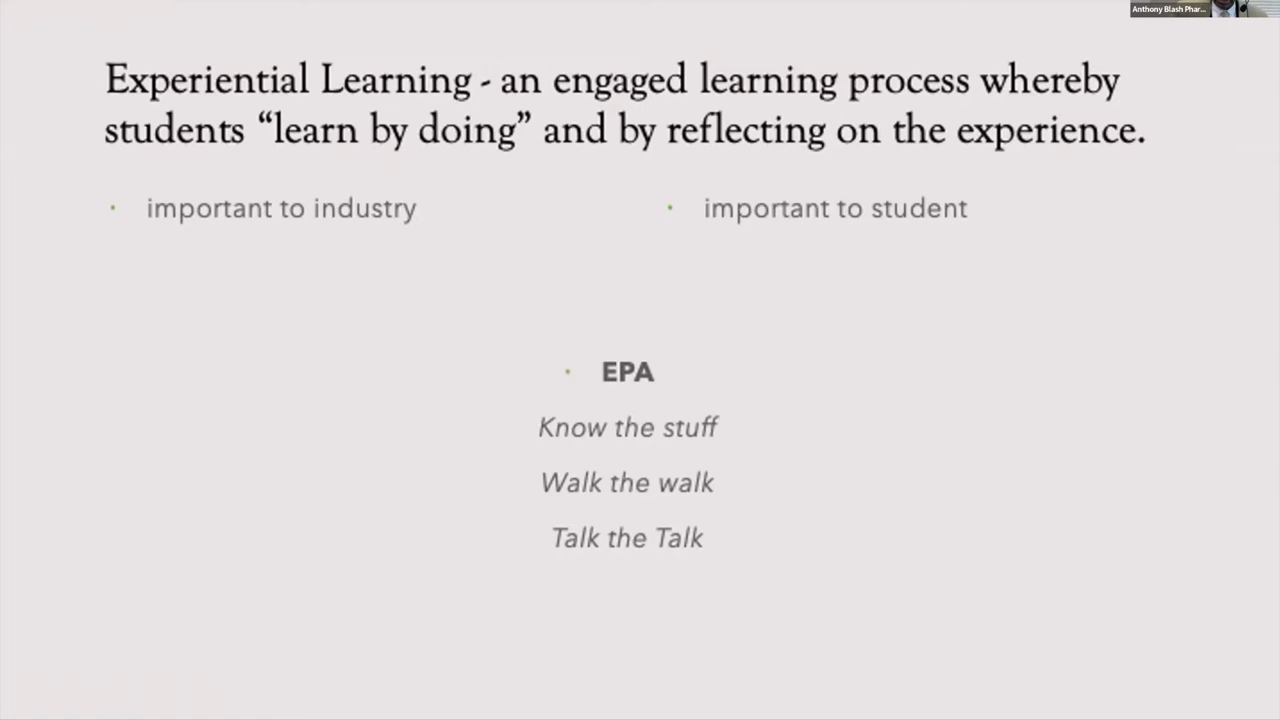 Anthony Blash Phar...
Experiential Learning - an engaged learning process whereby
students “learn by doing” and by reflecting on the experience.
· important to industry
· important to student
· EPA
Know the stuff
Walk the walk
Talk the Talk